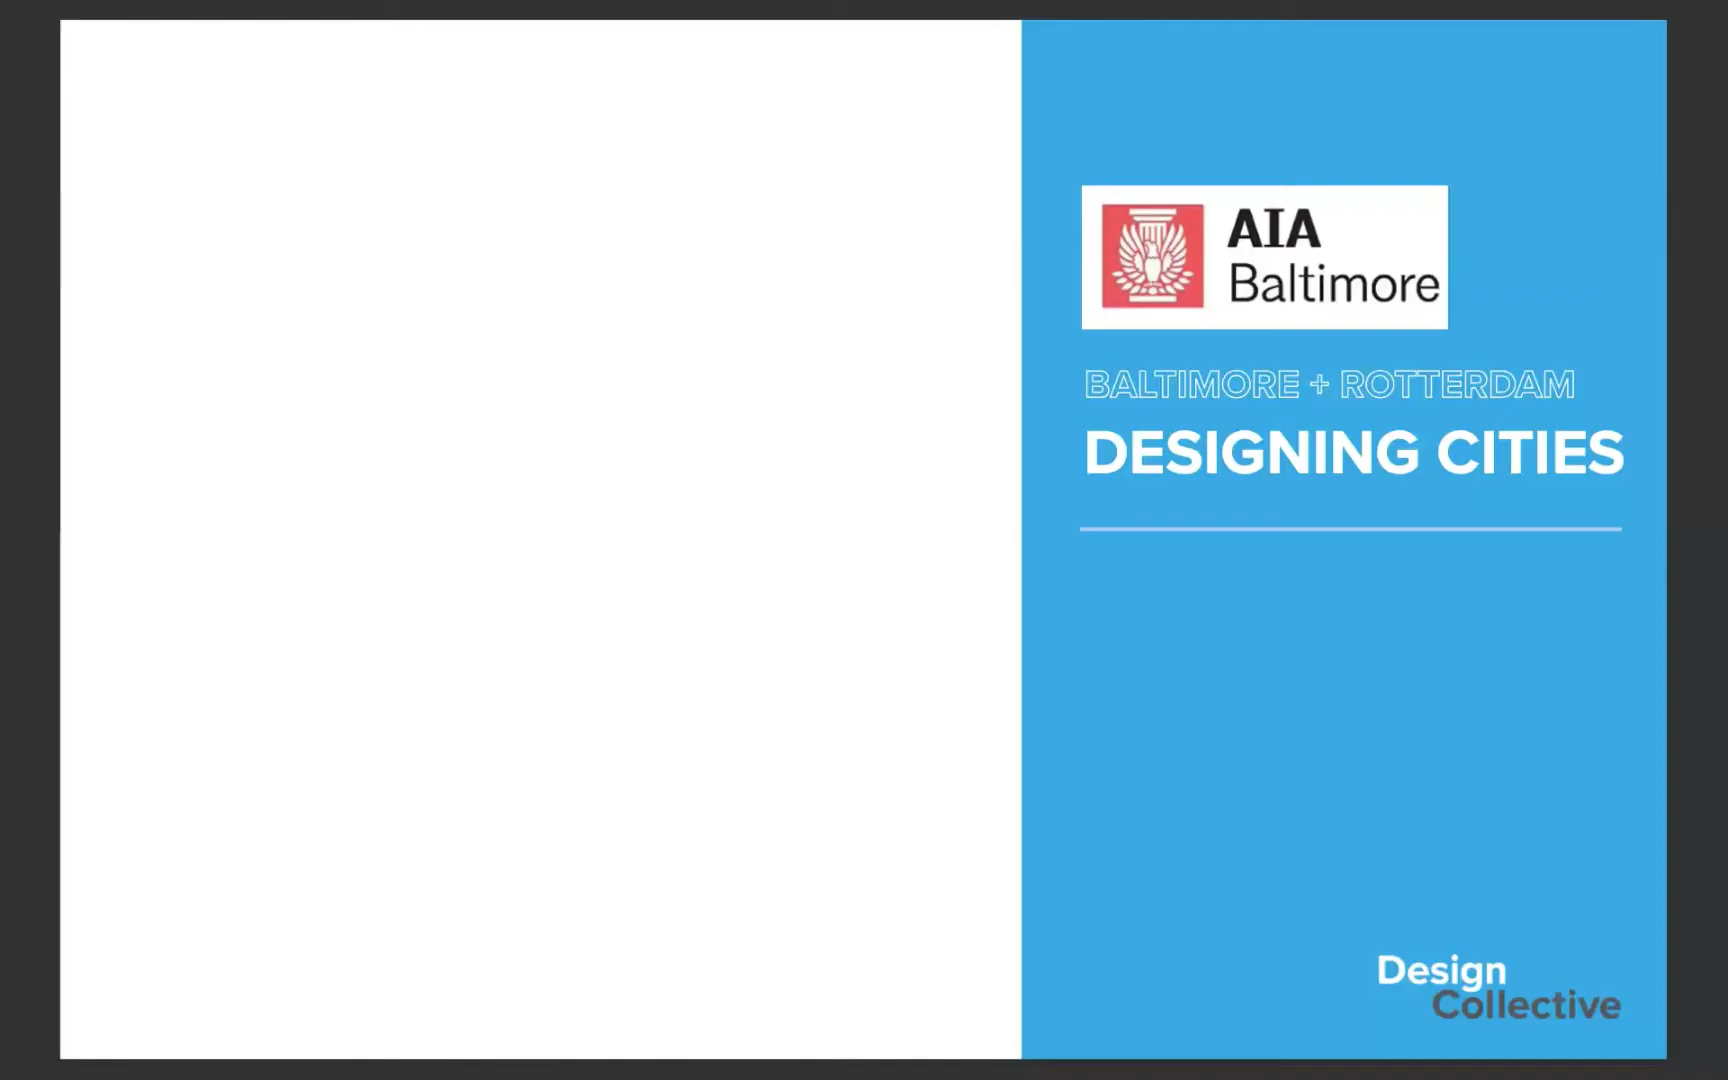 AIA
Baltimore
BALTIMORE + ROTTERDAM
DESIGNING CITIES
Design
Collective